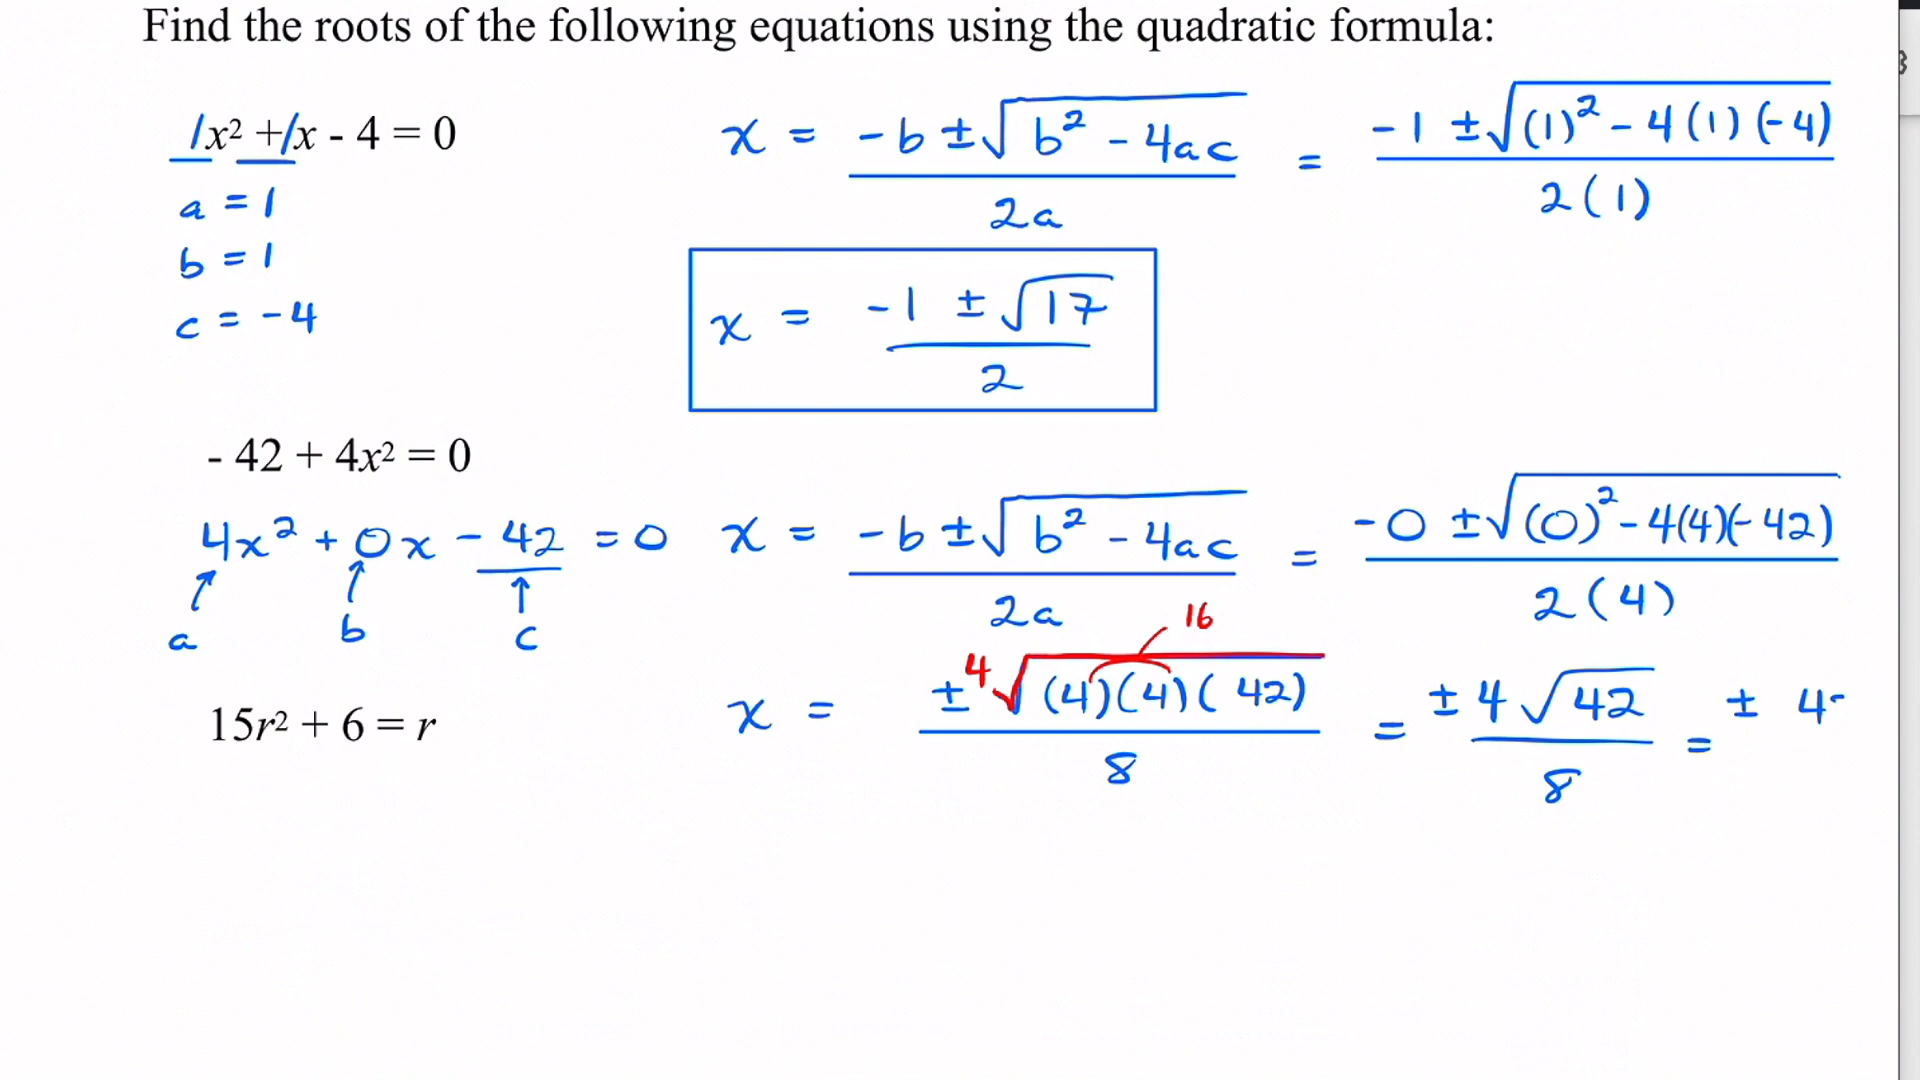 Find the roots of the following equations using the quadratic formula:
1x² + 1x - 4 = 0
x = (-b ± √(b² - 4ac)) / 2a = (-1 ± √((1)² - 4(1)(-4))) / 2(1)
a = 1
b = 1
c = -4
x = (-1 ± √17) / 2
- 42 + 4x² = 0
4x² + 0x - 42 = 0
a b c
x = (-b ± √(b² - 4ac)) / 2a = (-0 ± √((0)² - 4(4)(-42))) / 2(4)
16
4
x = ± √((4)(4)(42)) / 8 = ± 4√42 / 8 = ± 4
15r² + 6 = r